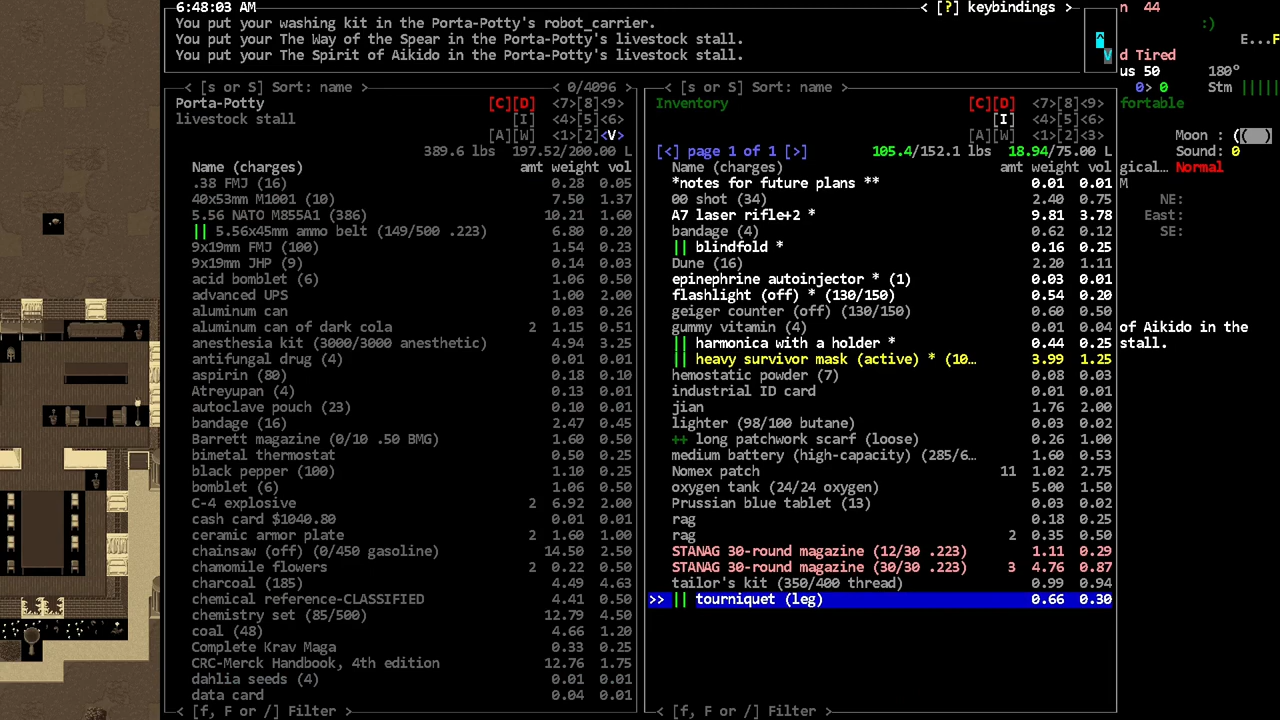 6:48:03 AM
< [?] keybindings >
n 44
You put your washing kit in the Porta-Potty's robot_carrier.
:)
You put your The Way of the Spear in the Porta-Potty's livestock stall.
E...F
You put your The Spirit of Aikido in the Porta-Potty's livestock stall.
^
V
d Tired
us 50
180°
0> 0
Stm |||||
fortable
Moon : (( )
Sound: 0
gical… Normal
M
NE:
East:
SE:
of Aikido in the
stall.
< [s or S] Sort: name >
< 0/4096 >
Porta-Potty
[C][D] <7>[8]<9>
livestock stall
[I] <4>[5]<6>
[A][W] <1>[2]<V>
389.6 lbs 197.52/200.00 L
Name (charges) amt weight vol
.38 FMJ (16) 0.28 0.05
40x53mm M1001 (10) 7.50 1.37
5.56 NATO M855A1 (386) 10.21 1.60
|| 5.56x45mm ammo belt (149/500 .223) 6.80 0.20
9x19mm FMJ (100) 1.54 0.23
9x19mm JHP (9) 0.14 0.03
acid bomblet (6) 1.06 0.50
advanced UPS 1.00 2.00
aluminum can 0.03 0.26
aluminum can of dark cola 2 1.15 0.51
anesthesia kit (3000/3000 anesthetic) 4.94 3.25
antifungal drug (4) 0.01 0.01
aspirin (80) 0.18 0.10
Atreyupan (4) 0.13 0.01
autoclave pouch (23) 0.10 0.01
bandage (16) 2.47 0.45
Barrett magazine (0/10 .50 BMG) 1.60 0.50
bimetal thermostat 0.50 0.25
black pepper (100) 1.10 0.25
bomblet (6) 1.06 0.50
C-4 explosive 2 6.92 2.00
cash card $1040.80 0.01 0.01
ceramic armor plate 2 1.60 1.00
chainsaw (off) (0/450 gasoline) 14.50 2.50
chamomile flowers 2 0.22 0.50
charcoal (185) 4.49 4.63
chemical reference-CLASSIFIED 4.41 0.50
chemistry set (85/500) 12.79 4.50
coal (48) 4.66 1.20
Complete Krav Maga 0.33 0.25
CRC-Merck Handbook, 4th edition 12.76 1.75
dahlia seeds (4) 0.01 0.01
data card 0.04 0.01
< [f, F or /] Filter >
< [s or S] Sort: name >
Inventory
[C][D] <7>[8]<9>
[I] <4>[5]<6>
[A][W] <1>[2]<3>
[<] page 1 of 1 [>] 105.4/152.1 lbs 18.94/75.00 L
Name (charges) amt weight vol
*notes for future plans ** 0.01 0.01
00 shot (34) 2.40 0.75
A7 laser rifle+2 * 9.81 3.78
bandage (4) 0.62 0.12
|| blindfold * 0.16 0.25
Dune (16) 2.20 1.11
epinephrine autoinjector * (1) 0.03 0.01
flashlight (off) * (130/150) 0.54 0.20
geiger counter (off) (130/150) 0.60 0.50
gummy vitamin (4) 0.01 0.04
|| harmonica with a holder * 0.44 0.25
|| heavy survivor mask (active) * (10… 3.99 1.25
hemostatic powder (7) 0.08 0.03
industrial ID card 0.01 0.01
jian 1.76 2.00
lighter (98/100 butane) 0.03 0.02
++ long patchwork scarf (loose) 0.26 1.00
medium battery (high-capacity) (285/6… 1.60 0.53
Nomex patch 11 1.02 2.75
oxygen tank (24/24 oxygen) 5.00 1.50
Prussian blue tablet (13) 0.03 0.02
rag 0.18 0.25
rag 2 0.35 0.50
STANAG 30-round magazine (12/30 .223) 1.11 0.29
STANAG 30-round magazine (30/30 .223) 3 4.76 0.87
tailor's kit (350/400 thread) 0.99 0.94
>> || tourniquet (leg) 0.66 0.30
< [f, F or /] Filter >